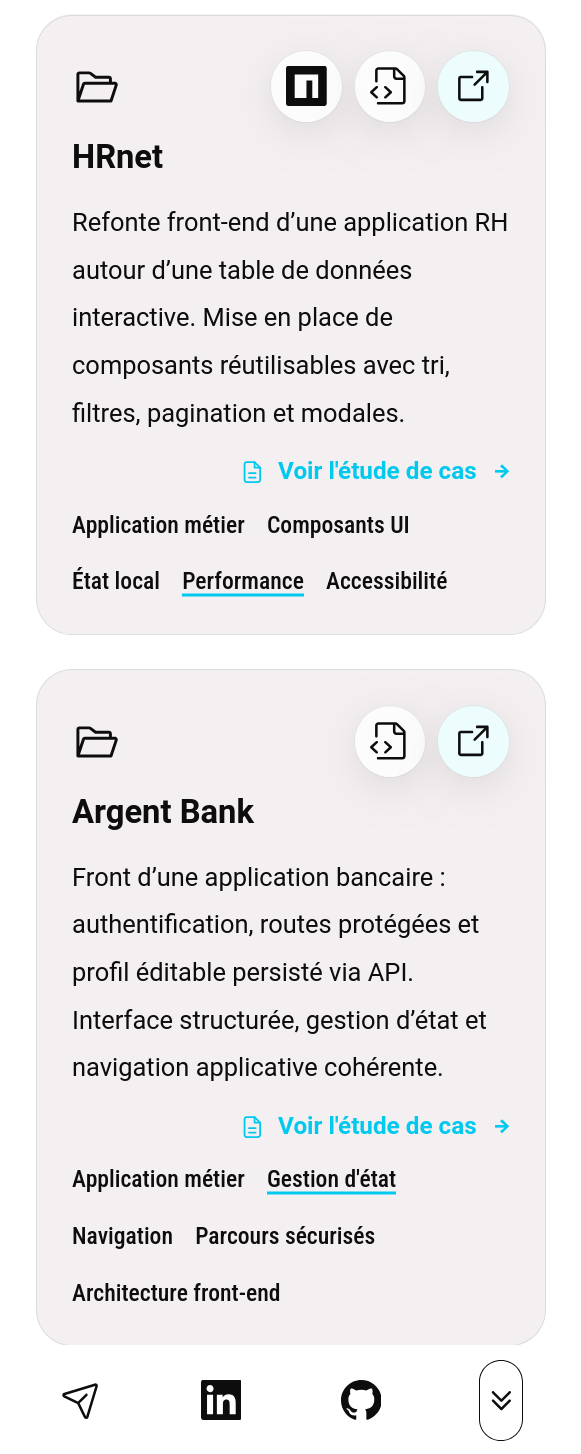 HRnet
Refonte front-end d’une application RH
autour d’une table de données
interactive. Mise en place de
composants réutilisables avec tri,
filtres, pagination et modales.
Voir l'étude de cas →
Application métier Composants UI
État local Performance Accessibilité
Argent Bank
Front d’une application bancaire :
authentification, routes protégées et
profil éditable persisté via API.
Interface structurée, gestion d’état et
navigation applicative cohérente.
Voir l'étude de cas →
Application métier Gestion d'état
Navigation Parcours sécurisés
Architecture front-end
in